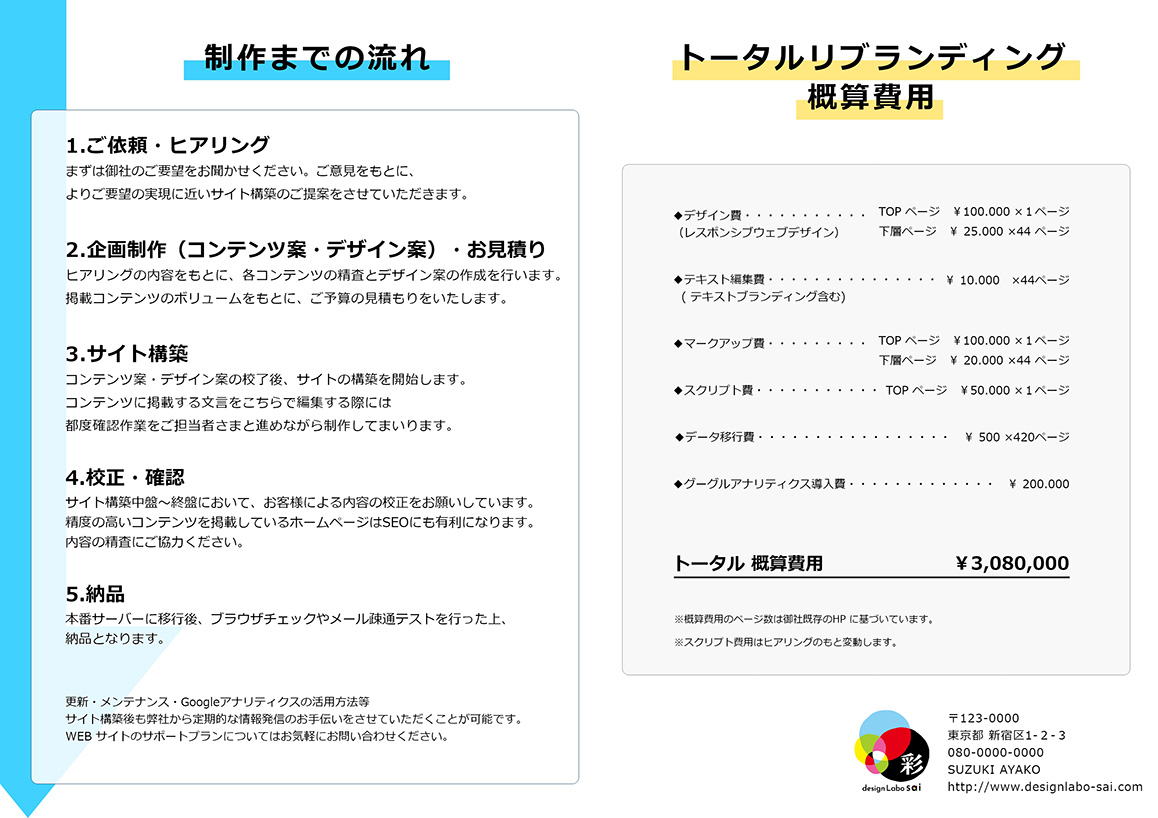 制作までの流れ
1.ご依頼・ヒアリング
まずは御社のご要望をお聞かせください。ご意見をもとに、
よりご要望の実現に近いサイト構築のご提案をさせていただきます。
2.企画制作（コンテンツ案・デザイン案）・お見積り
ヒアリングの内容をもとに、各コンテンツの精査とデザイン案の作成を行います。
掲載コンテンツのボリュームをもとに、ご予算の見積もりをいたします。
3.サイト構築
コンテンツ案・デザイン案の校了後、サイトの構築を開始します。
コンテンツに掲載する文言をこちらで編集する際には
都度確認作業をご担当者さまと進めながら制作してまいります。
4.校正・確認
サイト構築中盤～終盤において、お客様による内容の校正をお願いしています。
精度の高いコンテンツを掲載しているホームページはSEOにも有利になります。
内容の精査にご協力ください。
5.納品
本番サーバーに移行後、ブラウザチェックやメール疎通テストを行った上、
納品となります。
更新・メンテナンス・Googleアナリティクスの活用方法等
サイト構築後も弊社から定期的な情報発信のお手伝いをさせていただくことが可能です。
WEB サイトのサポートプランについてはお気軽にお問い合わせください。
トータルリブランディング
概算費用
◆デザイン費・・・・・・・・・・・ TOP ページ ￥100.000 ×1ページ
（レスポンシブウェブデザイン） 下層ページ ￥ 25.000 ×44 ページ
◆テキスト編集費・・・・・・・・・・・・・・・ ￥ 10.000 ×44ページ
( テキストブランディング含む)
◆マークアップ費・・・・・・・・・ TOP ページ ￥100.000 ×1ページ
下層ページ ￥ 20.000 ×44 ページ
◆スクリプト費・・・・・・・・・・・ TOP ページ ￥50.000 ×1ページ
◆データ移行費・・・・・・・・・・・・・・・・・ ￥ 500 ×420ページ
◆グーグルアナリティクス導入費・・・・・・・・・・・・・ ￥ 200.000
トータル 概算費用 ￥3,080,000
※概算費用のページ数は御社既存のHP に基づいています。
※スクリプト費用はヒアリングのもと変動します。
彩
design Labo sai
〒123-0000
東京都 新宿区1-２-３
080-0000-0000
SUZUKI AYAKO
http://www.designlabo-sai.com